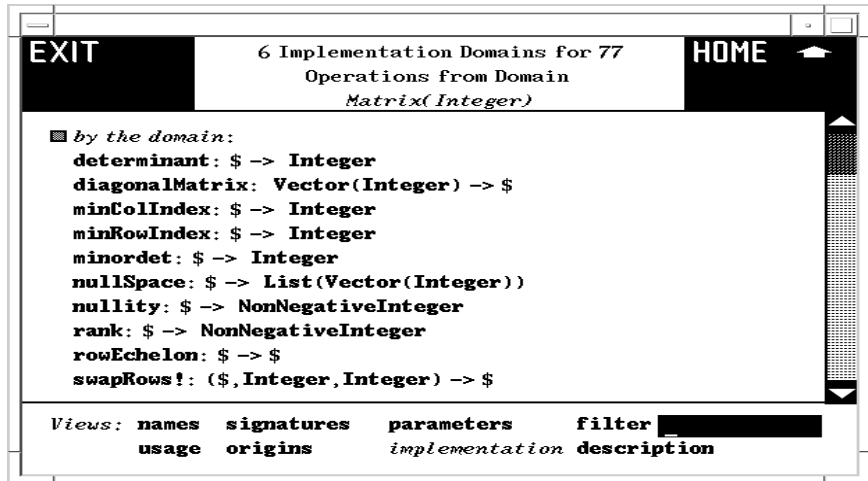 EXIT
6 Implementation Domains for 77
Operations from Domain
Matrix(Integer)
HOME
by the domain:
determinant: $ -> Integer
diagonalMatrix: Vector(Integer) -> $
minColIndex: $ -> Integer
minRowIndex: $ -> Integer
minordet: $ -> Integer
nullSpace: $ -> List(Vector(Integer))
nullity: $ -> NonNegativeInteger
rank: $ -> NonNegativeInteger
rowEchelon: $ -> $
swapRows!: ($,Integer,Integer) -> $
Views: names signatures parameters filter
usage origins implementation description